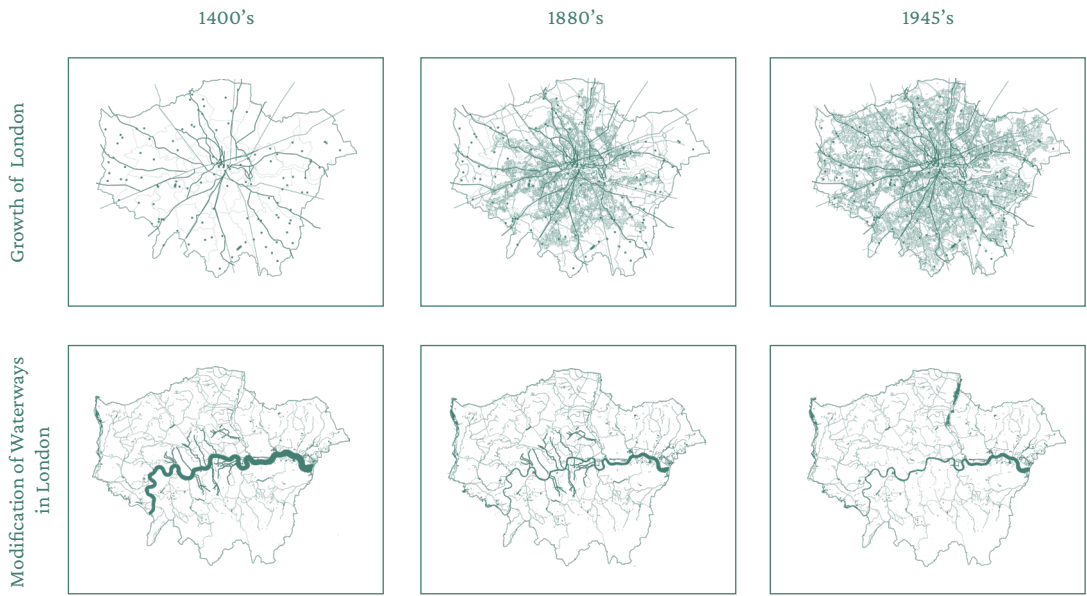 1400’s
1880’s
1945’s
Growth of London
Modification of Waterways
in London